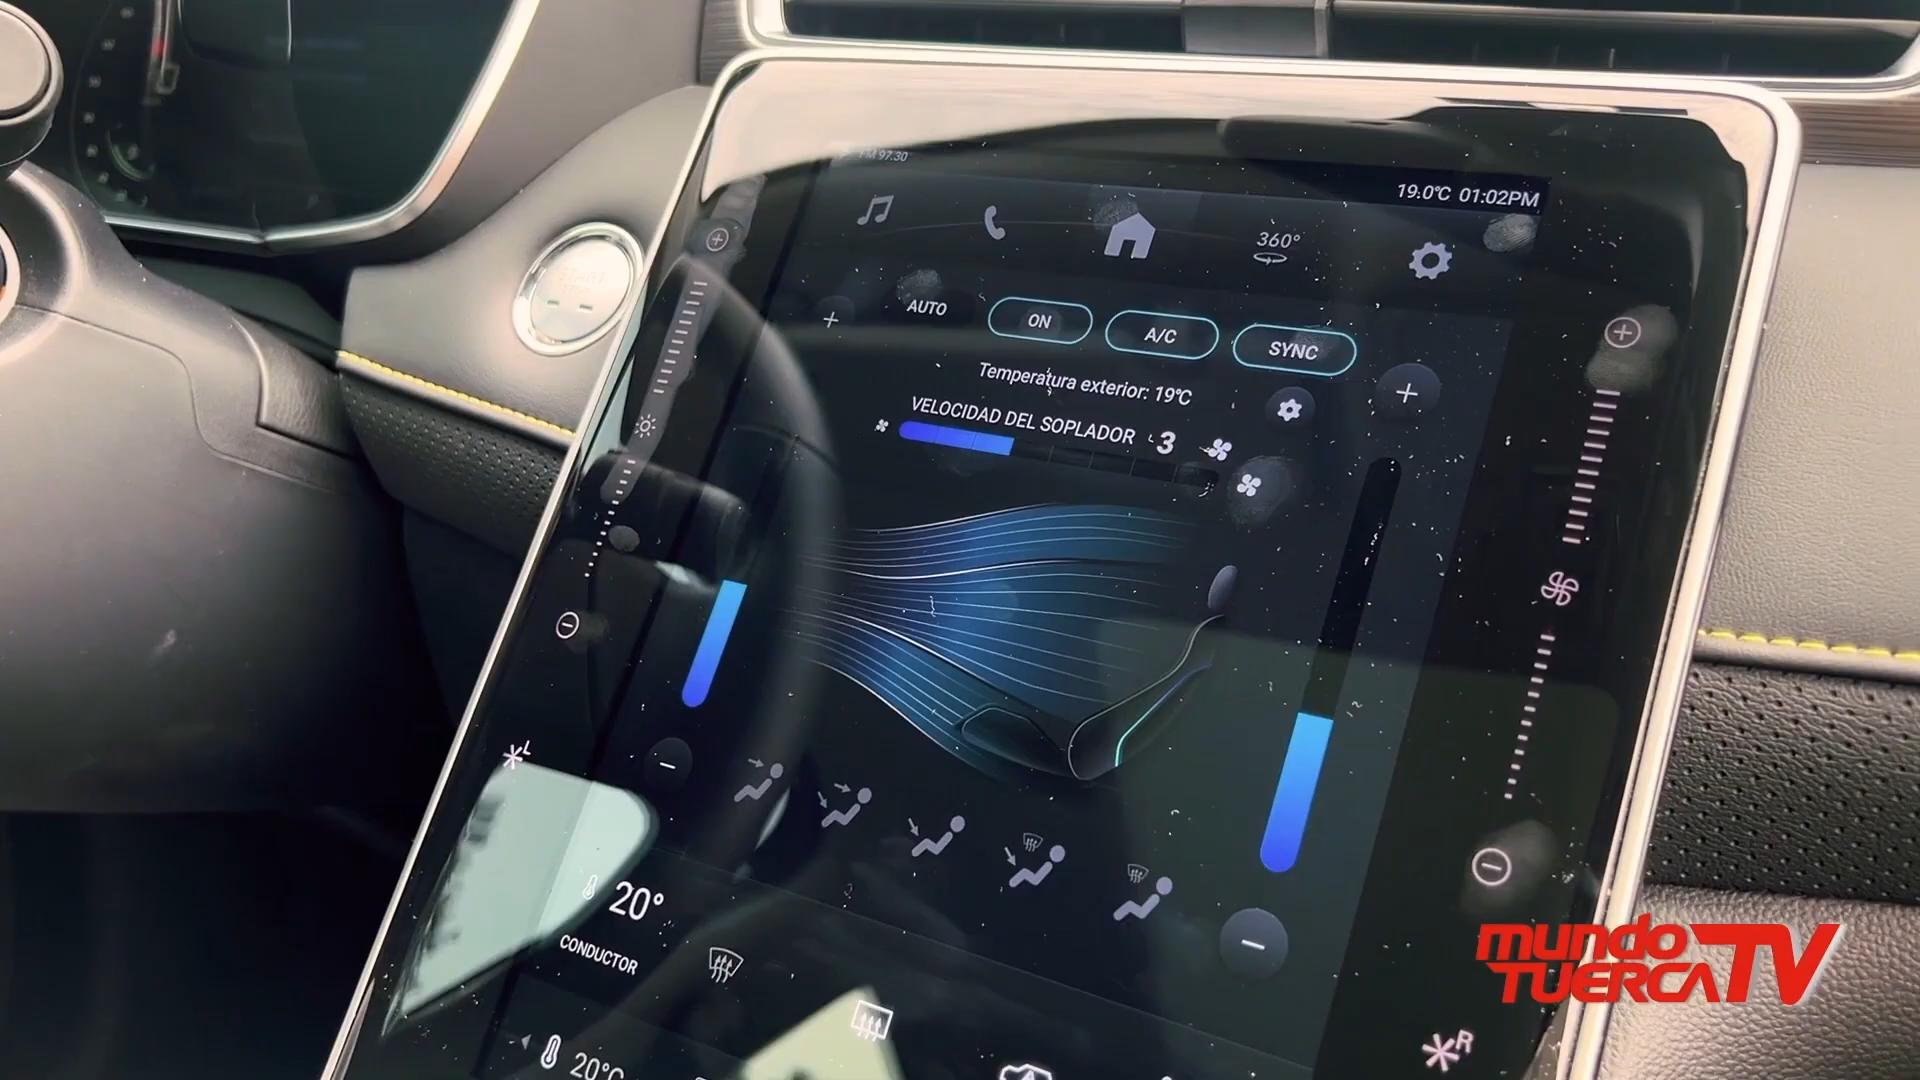 FM 97.30
19.0℃ 01:02PM
360°
AUTO
ON
A/C
SYNC
Temperatura exterior: 19℃
VELOCIDAD DEL SOPLADOR
3
L
20°
CONDUCTOR
20°C
R
mundo
TUERCA TV